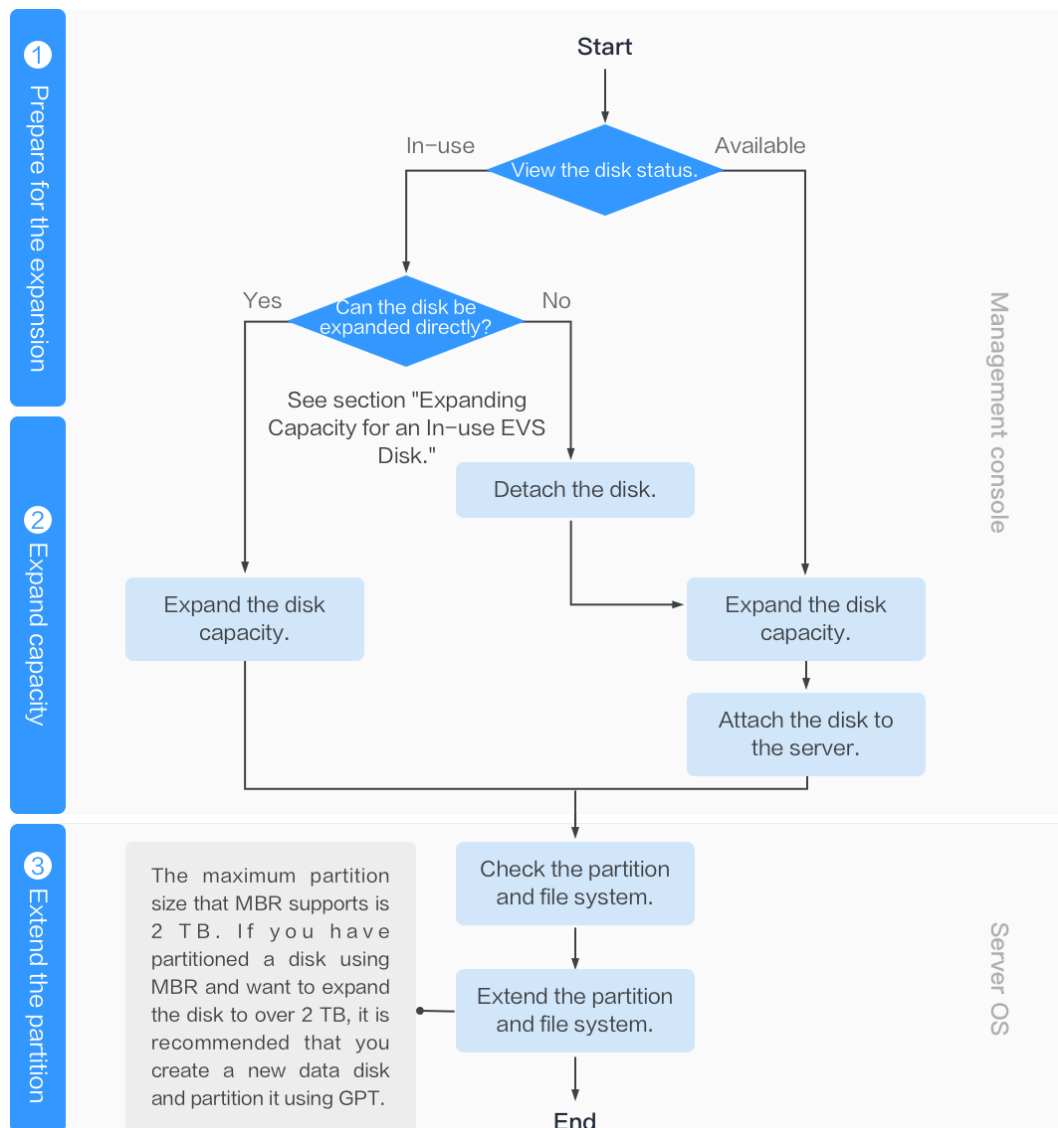 1 Prepare for the expansion
Start
In-use
Available
View the disk status.
Yes
No
Can the disk be
expanded directly?
See section "Expanding
Capacity for an In-use EVS
Disk."
Management console
2 Expand capacity
Detach the disk.
Expand the disk
capacity.
Expand the disk
capacity.
Attach the disk to
the server.
3 Extend the partition
The maximum partition
size that MBR supports is
2 TB. If you have
partitioned a disk using
MBR and want to expand
the disk to over 2 TB, it is
recommended that you
create a new data disk
and partition it using GPT.
Check the partition
and file system.
Extend the partition
and file system.
Server OS
End